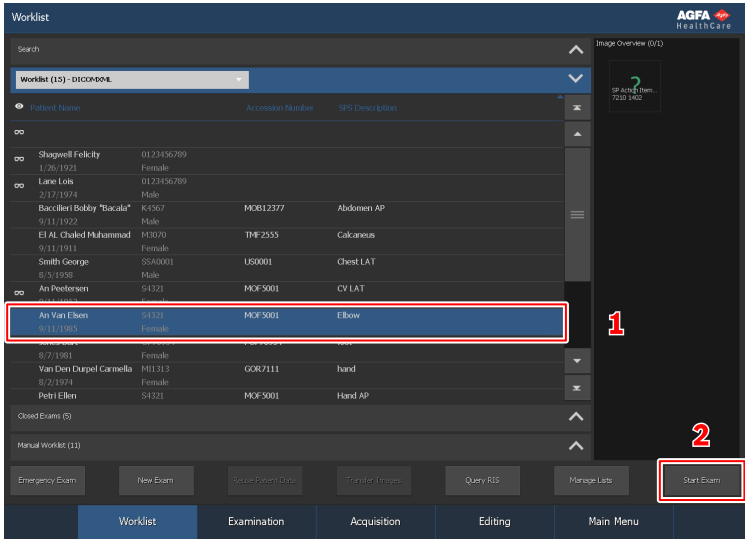 Worklist
AGFA
HealthCare
Search
Image Overview (0/1)
Worklist (15) - DICOMXML
?
SP Action Item...
7210 1402
Patient Name Accession Number SPS Description
Shagwell Felicity 0123456789
1/26/1921 Female
Lane Lois 0123456789
2/17/1974 Male
Baccilieri Bobby "Bacala" K4567 MOB12377 Abdomen AP
9/11/1922 Male
El AL Chaled Muhammad M3070 TMF2555 Calcaneus
9/11/1911 Female
Smith George SSA0001 US0001 Chest LAT
8/5/1958 Male
An Peetersen S4321 MOF5001 CV LAT
An Van Elsen S4321 MOF5001 Elbow
9/11/1985 Female
1
8/7/1981 Female
Van Den Durpel Carmella MI1313 GOR7111 hand
8/2/1974 Female
Petri Ellen S4321 MOF5001 Hand AP
Closed Exams (5)
Manual Worklist (11)
2
Emergency Exam New Exam Reuse Patient Data Transfer Images Query RIS Manage Lists Start Exam
Worklist Examination Acquisition Editing Main Menu